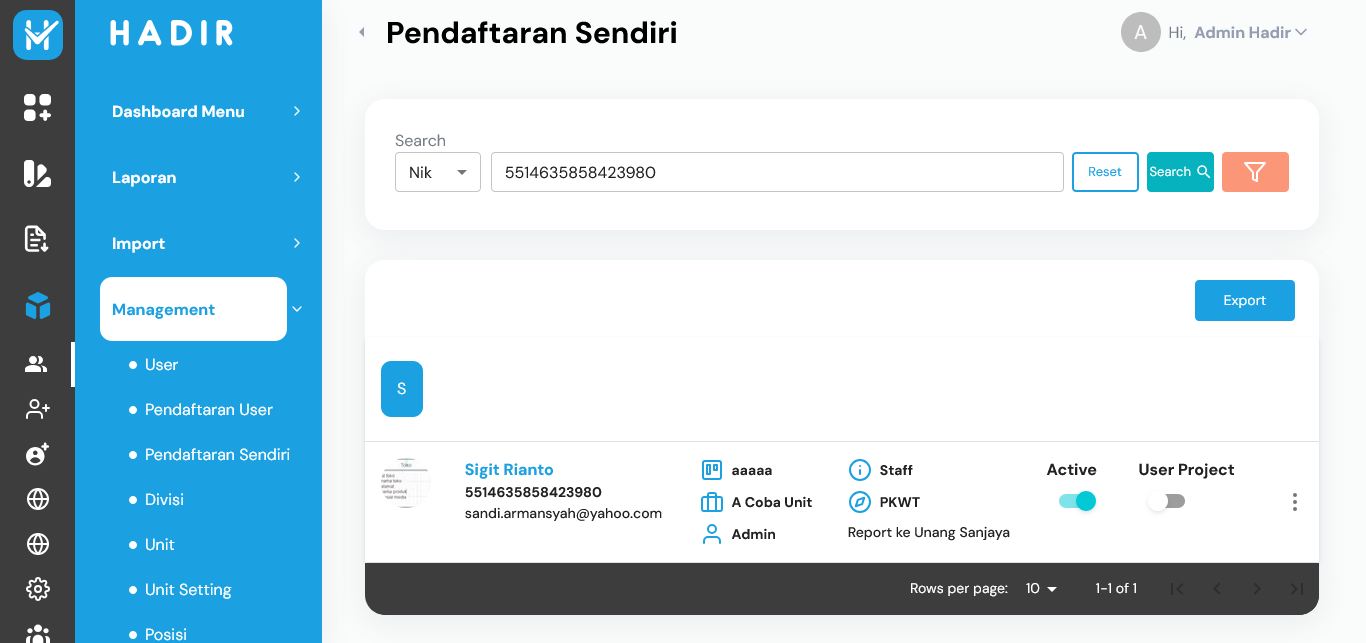 HADIR
Dashboard Menu
Laporan
Import
Management
User
Pendaftaran User
Pendaftaran Sendiri
Divisi
Unit
Unit Setting
Posisi
Pendaftaran Sendiri
A Hi, Admin Hadir
Search
Nik 5514635858423980 Reset Search
Export
S
Sigit Rianto
5514635858423980
sandi.armansyah@yahoo.com
aaaaa
A Coba Unit
Admin
Staff
PKWT
Report ke Unang Sanjaya
Active
User Project
Rows per page: 10 1-1 of 1